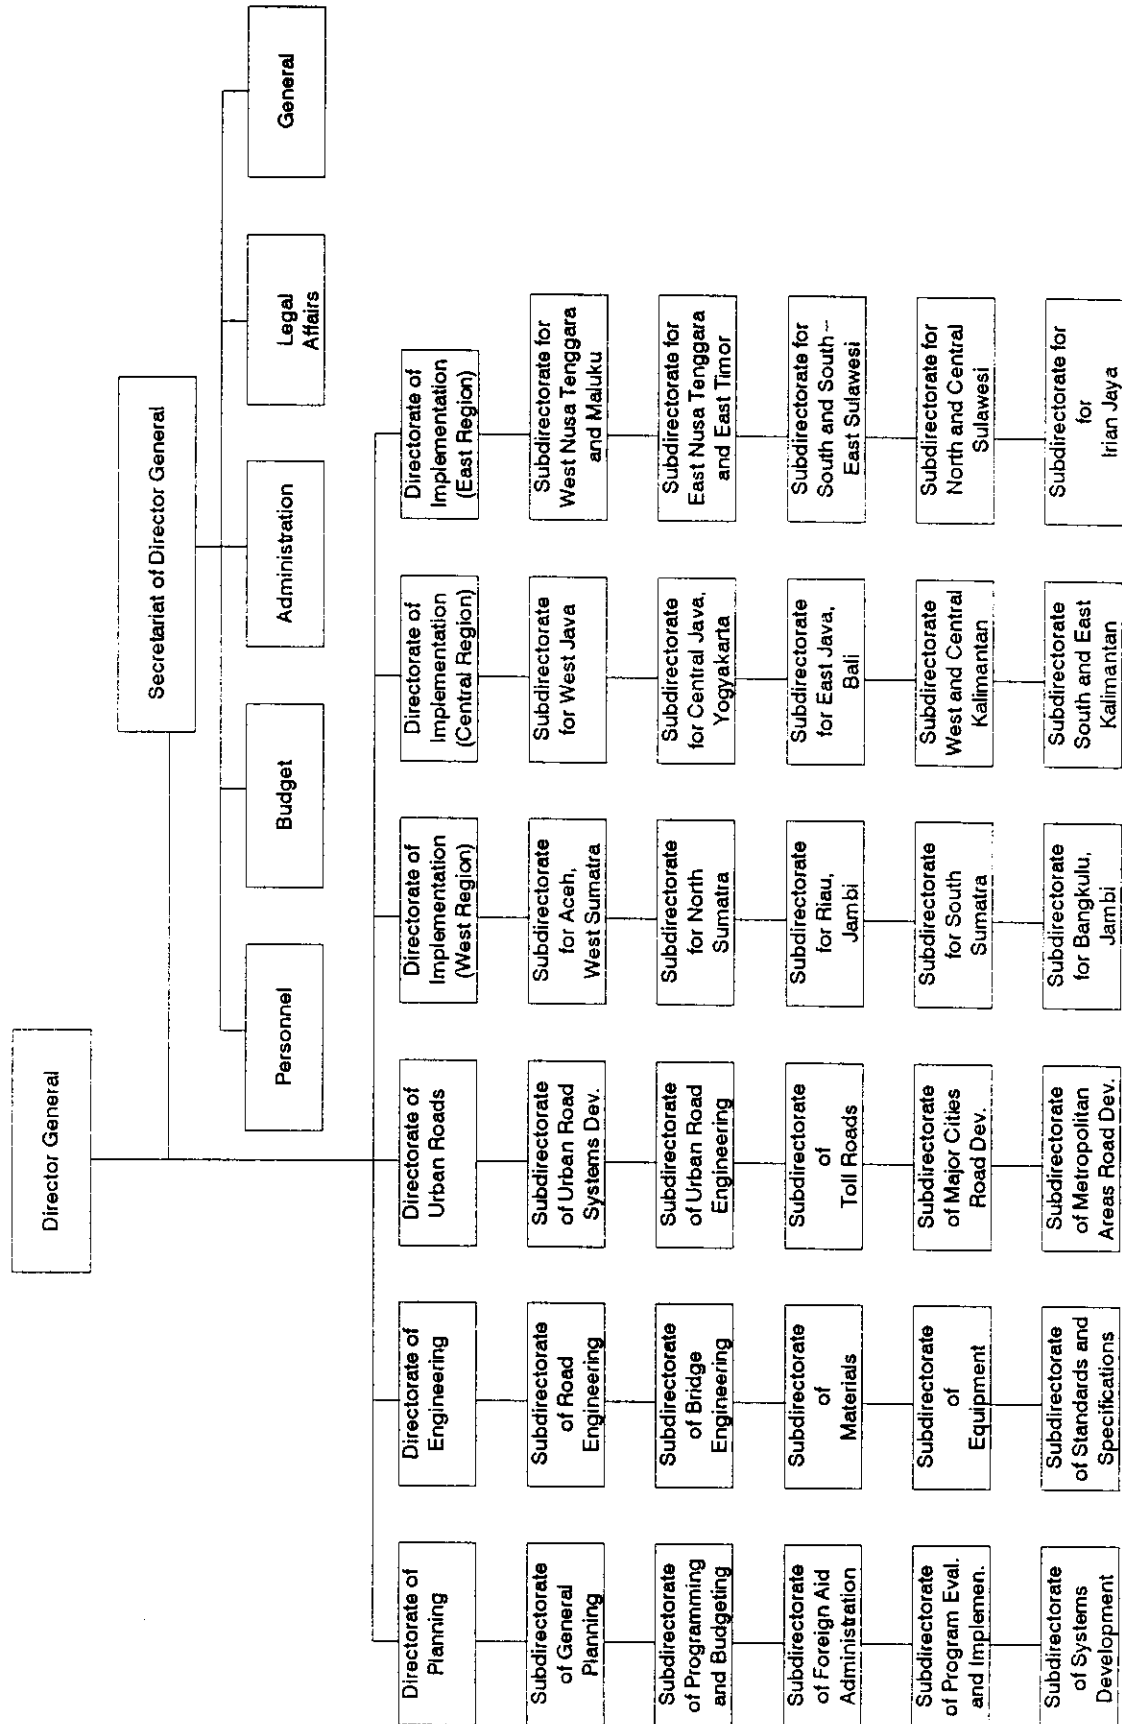 Director General
Secretariat of Director General
Personnel
Budget
Administration
Legal
Affairs
General
Directorate of
Planning
Directorate of
Engineering
Directorate of
Urban Roads
Directorate of
Implementation
(West Region)
Directorate of
Implementation
(Central Region)
Directorate of
Implementation
(East Region)
Subdirectorate
of General
Planning
Subdirectorate
of Road
Engineering
Subdirectorate
of Urban Road
Systems Dev.
Subdirectorate
for Aceh,
West Sumatra
Subdirectorate
for West Java
Subdirectorate for
West Nusa Tenggara
and Maluku
Subdirectorate
of Programming
and Budgeting
Subdirectorate
of Bridge
Engineering
Subdirectorate
of Urban Road
Engineering
Subdirectorate
for North
Sumatra
Subdirectorate
for Central Java,
Yogyakarta
Subdirectorate for
East Nusa Tenggara
and East Timor
Subdirectorate
of Foreign Aid
Administration
Subdirectorate
of
Materials
Subdirectorate
of
Toll Roads
Subdirectorate
for Riau,
Jambi
Subdirectorate
for East Java,
Bali
Subdirectorate for
South and South-
East Sulawesi
Subdirectorate
of Program Eval.
and Implemen.
Subdirectorate
of
Equipment
Subdirectorate
of Major Cities
Road Dev.
Subdirectorate
for South
Sumatra
Subdirectorate
West and Central
Kalimantan
Subdirectorate for
North and Central
Sulawesi
Subdirectorate
of Systems
Development
Subdirectorate
of Standards and
Specifications
Subdirectorate
of Metropolitan
Areas Road Dev.
Subdirectorate
for Bangkulu,
Jambi
Subdirectorate
South and East
Kalimantan
Subdirectorate for
for
Irian Jaya